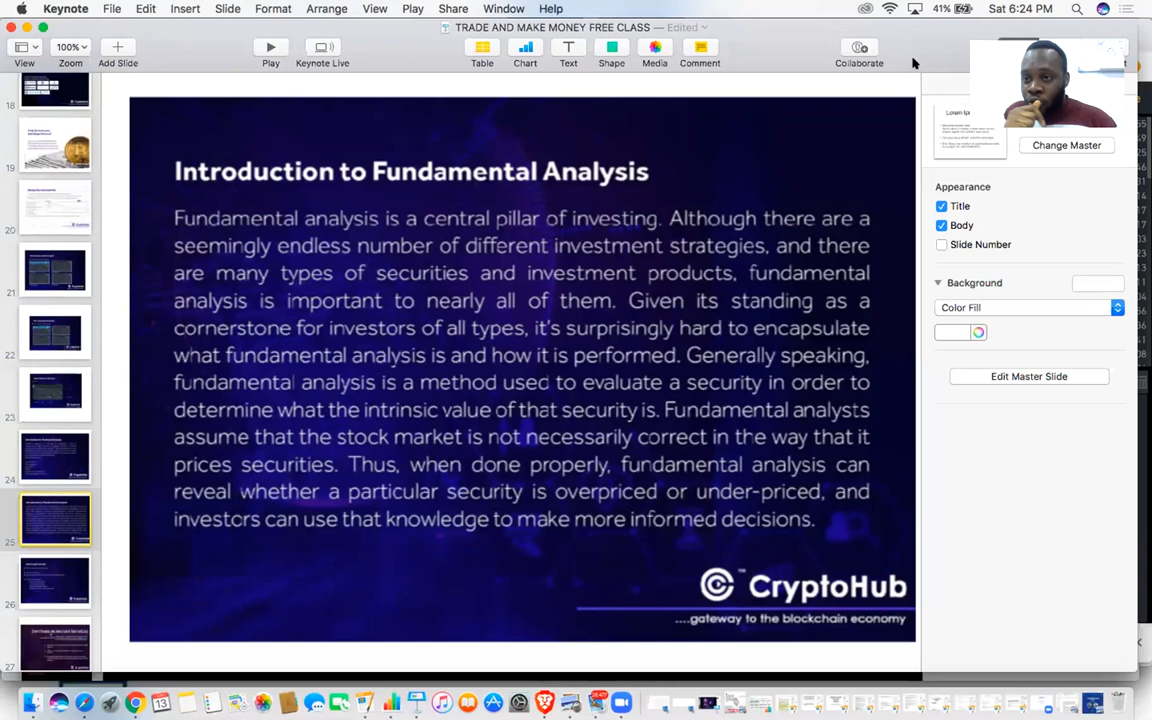 Keynote File Edit Insert Slide Format Arrange View Play Share Window Help 41% Sat 6:24 PM
TRADE AND MAKE MONEY FREE CLASS — Edited
100%
View Zoom Add Slide Play Keynote Live Table Chart Text Shape Media Comment Collaborate
18
19
20
21
22
23
24
25
26
27
Introduction to Fundamental Analysis
Fundamental analysis is a central pillar of investing. Although there are a
seemingly endless number of different investment strategies, and there
are many types of securities and investment products, fundamental
analysis is important to nearly all of them. Given its standing as a
cornerstone for investors of all types, it's surprisingly hard to encapsulate
what fundamental analysis is and how it is performed. Generally speaking,
fundamental analysis is a method used to evaluate a security in order to
determine what the intrinsic value of that security is. Fundamental analysts
assume that the stock market is not necessarily correct in the way that it
prices securities. Thus, when done properly, fundamental analysis can
reveal whether a particular security is overpriced or under-priced, and
investors can use that knowledge to make more informed decisions.
CryptoHub™
....gateway to the blockchain economy
Change Master
Appearance
Title
Body
Slide Number
Background
Color Fill
Edit Master Slide